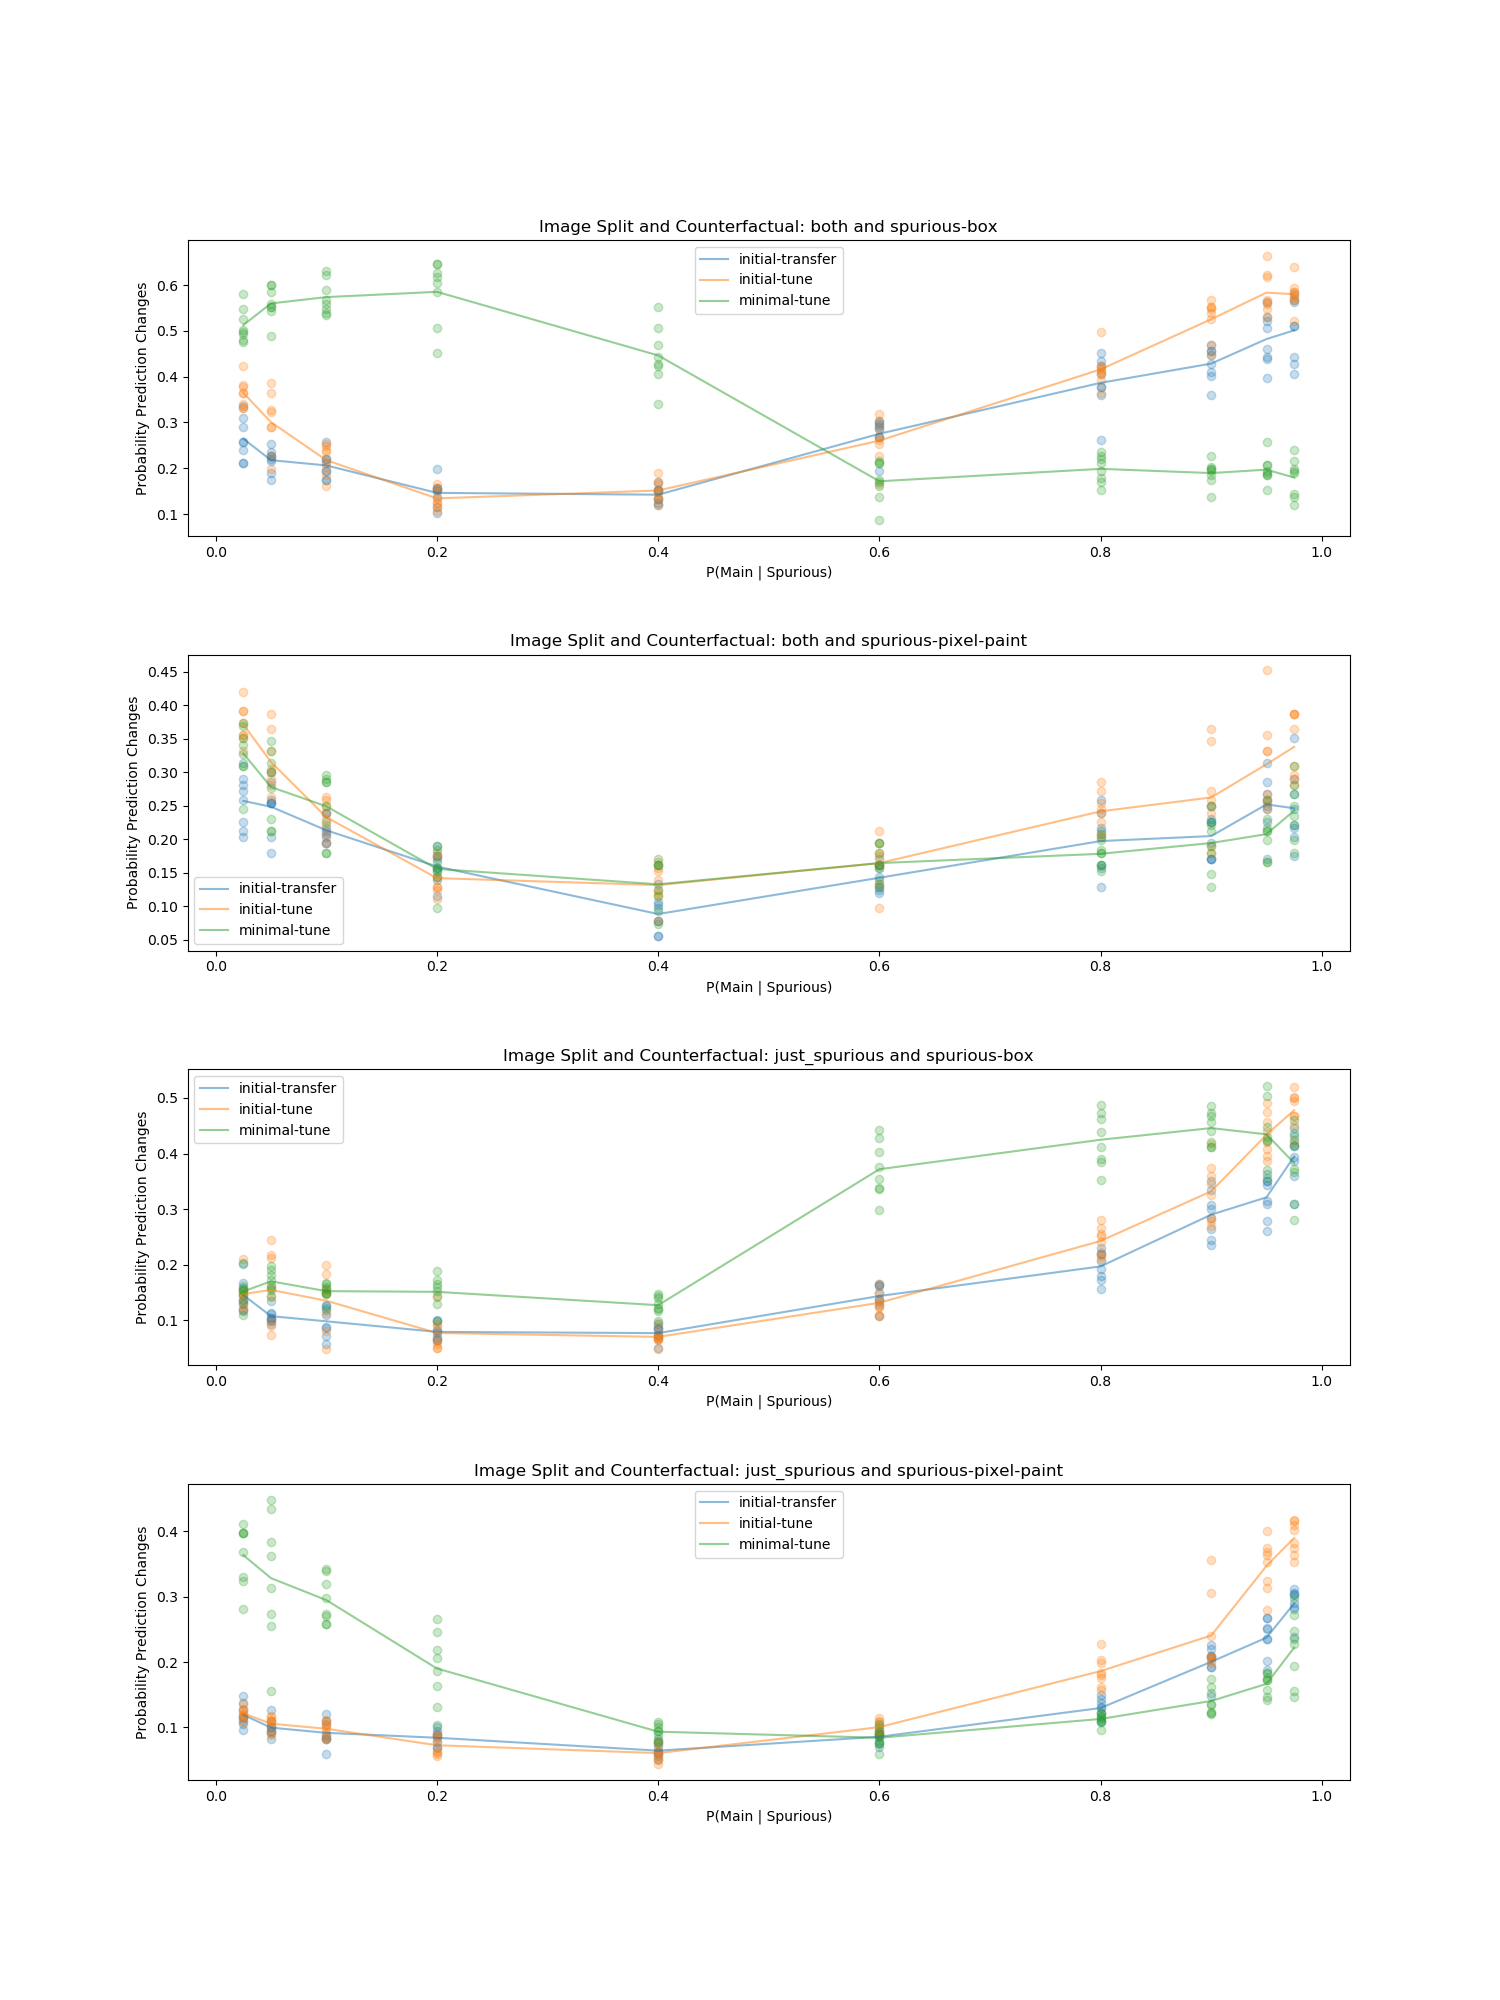 Image Split and Counterfactual: both and spurious-box
Probability Prediction Changes
0.6
0.5
0.4
0.3
0.2
0.1
initial-transfer
initial-tune
minimal-tune
0.0 0.2 0.4 0.6 0.8 1.0
P(Main | Spurious)
Image Split and Counterfactual: both and spurious-pixel-paint
Probability Prediction Changes
0.45
0.40
0.35
0.30
0.25
0.20
0.15
0.10
0.05
initial-transfer
initial-tune
minimal-tune
0.0 0.2 0.4 0.6 0.8 1.0
P(Main | Spurious)
Image Split and Counterfactual: just_spurious and spurious-box
Probability Prediction Changes
0.5
0.4
0.3
0.2
0.1
initial-transfer
initial-tune
minimal-tune
0.0 0.2 0.4 0.6 0.8 1.0
P(Main | Spurious)
Image Split and Counterfactual: just_spurious and spurious-pixel-paint
Probability Prediction Changes
0.4
0.3
0.2
0.1
initial-transfer
initial-tune
minimal-tune
0.0 0.2 0.4 0.6 0.8 1.0
P(Main | Spurious)